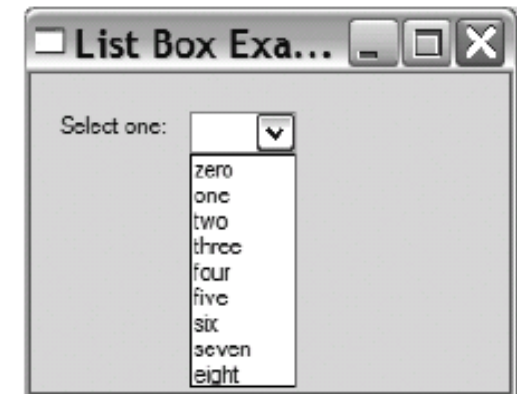 List Box Exa...
Select one:
zero
one
two
three
four
five
six
seven
eight